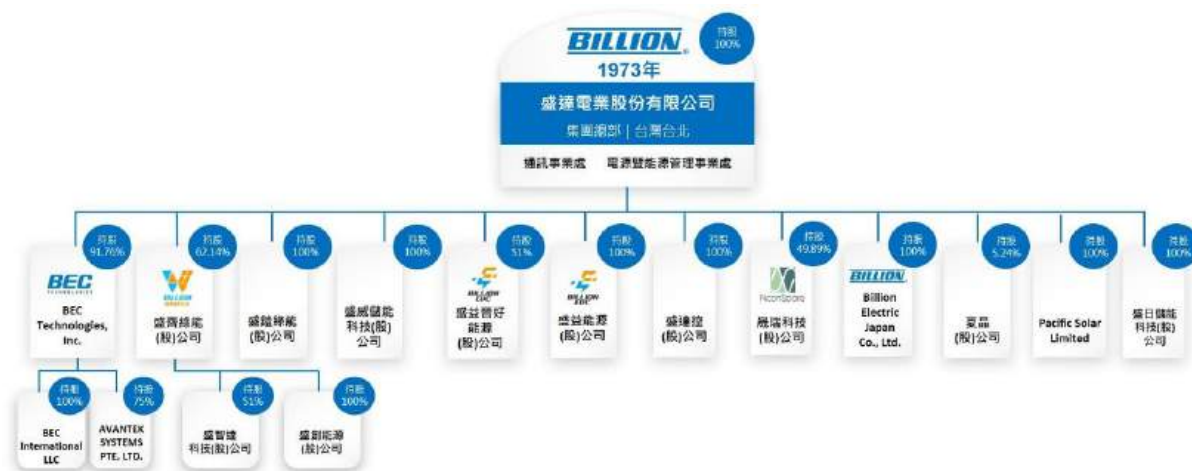 BILLION®
持股
100%
1973年
盛達電業股份有限公司
集團總部 | 台灣台北
通訊事業處 電源暨能源管理事業處
持股
91.76%
BEC
TECHNOLOGIES
BEC
Technologies,
Inc.
持股
62.14%
BILLION
盛齊綠能
(股)公司
持股
100%
盛鎧綠能
(股)公司
持股
100%
盛威儲能
科技(股)
公司
持股
51%
BILLION
盛益晉好
能源
(股)公司
持股
100%
BILLION
EDC
盛益能源
(股)公司
持股
100%
盛達控
(股)公司
持股
49.89%
晟瑞科技
(股)公司
持股
100%
BILLION
Billion
Electric
Japan
Co., Ltd.
持股
5.24%
夏晶
(股)公司
持股
100%
Pacific Solar
Limited
持股
100%
盛日儲能
科技(股)
公司
持股
100%
BEC
International
LLC
持股
75%
AVANTEK
SYSTEMS
PTE. LTD.
持股
51%
盛智達
科技(股)公司
持股
100%
盛創能源
(股)公司